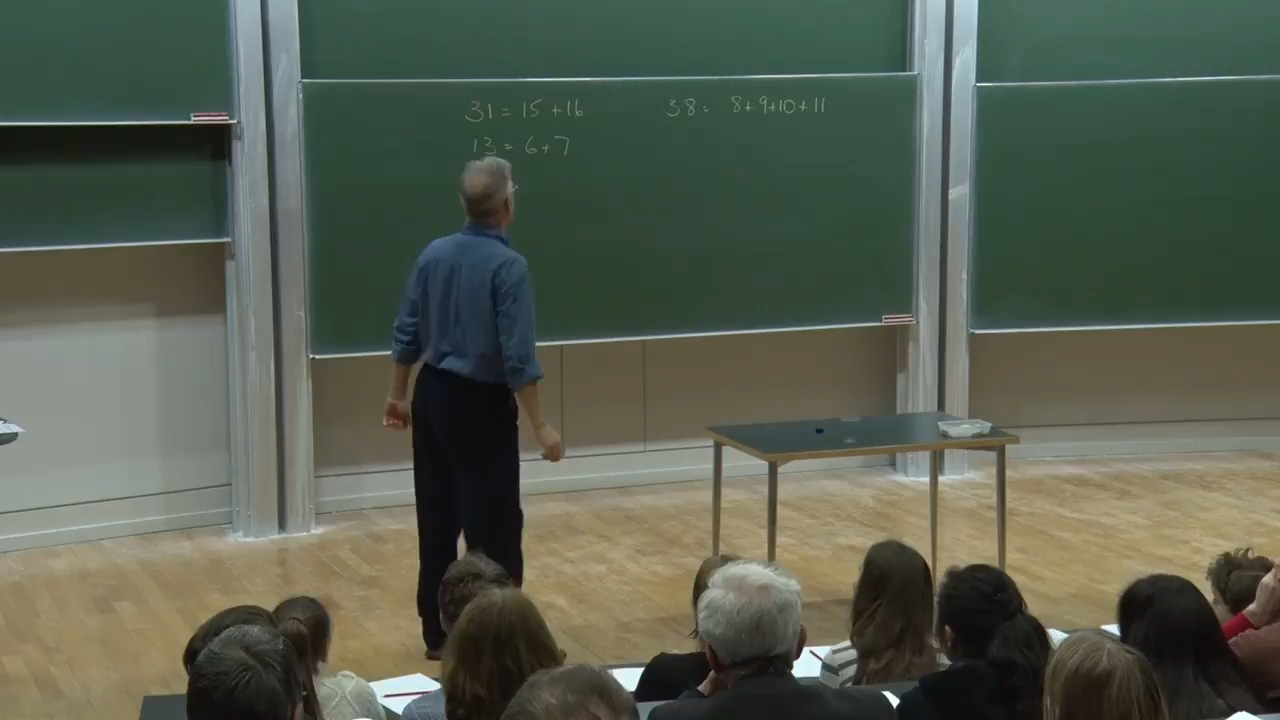 31 = 15 + 16
38 = 8+9+10+11
13 = 6+7